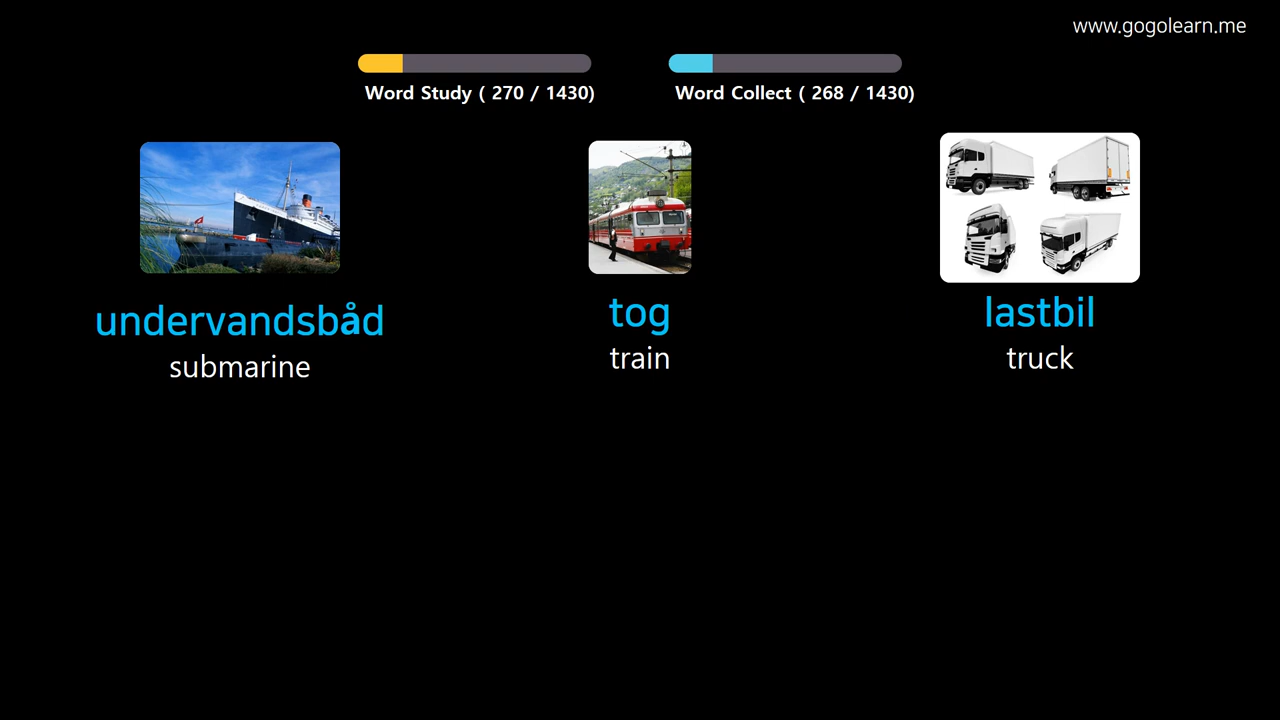 www.gogolearn.me
Word Study ( 270 / 1430)
Word Collect ( 268 / 1430)
undervandsbåd
submarine
tog
train
lastbil
truck